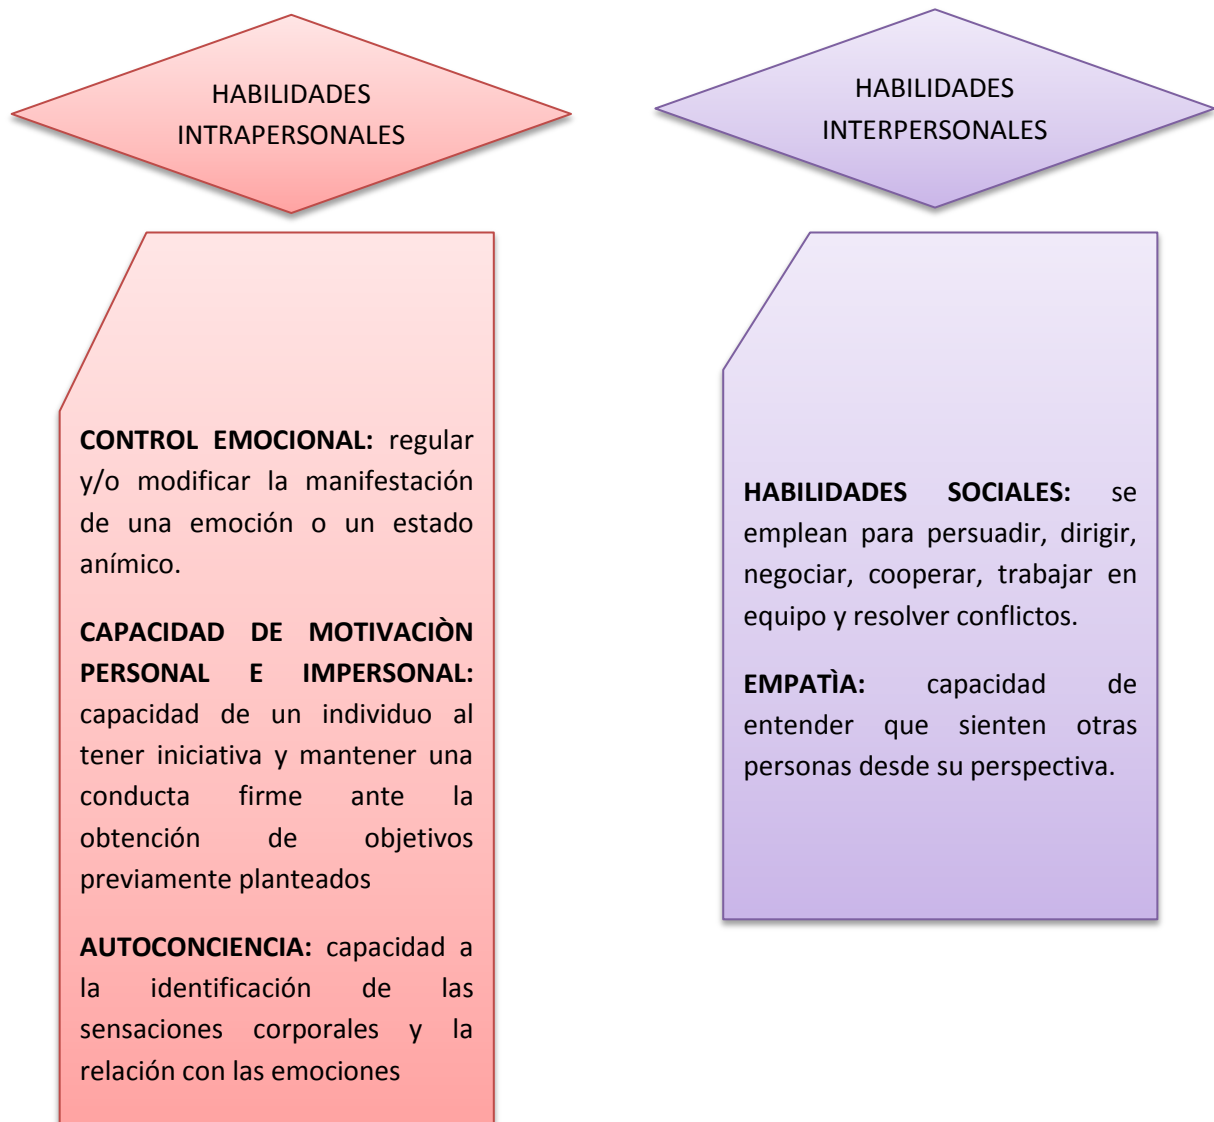 HABILIDADES
INTRAPERSONALES
CONTROL EMOCIONAL: regular
y/o modificar la manifestación
de una emoción o un estado
anímico.
CAPACIDAD DE MOTIVACIÒN
PERSONAL E IMPERSONAL:
capacidad de un individuo al
tener iniciativa y mantener una
conducta firme ante la
obtención de objetivos
previamente planteados
AUTOCONCIENCIA: capacidad a
la identificación de las
sensaciones corporales y la
relación con las emociones
HABILIDADES
INTERPERSONALES
HABILIDADES SOCIALES: se
emplean para persuadir, dirigir,
negociar, cooperar, trabajar en
equipo y resolver conflictos.
EMPATÌA: capacidad de
entender que sienten otras
personas desde su perspectiva.